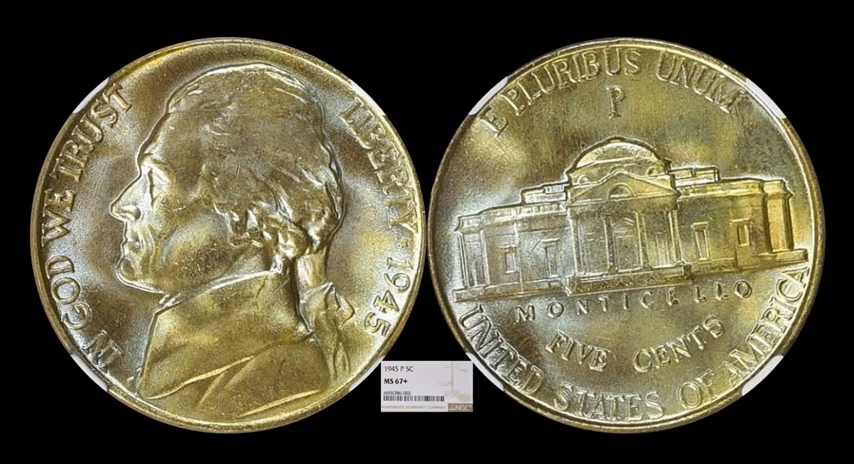 IN GOD WE TRUST
LIBERTY 1945
E PLURIBUS UNUM
P
MONTICELLO
FIVE CENTS
UNITED STATES OF AMERICA
1945 P 5C
MS 67+
NGC